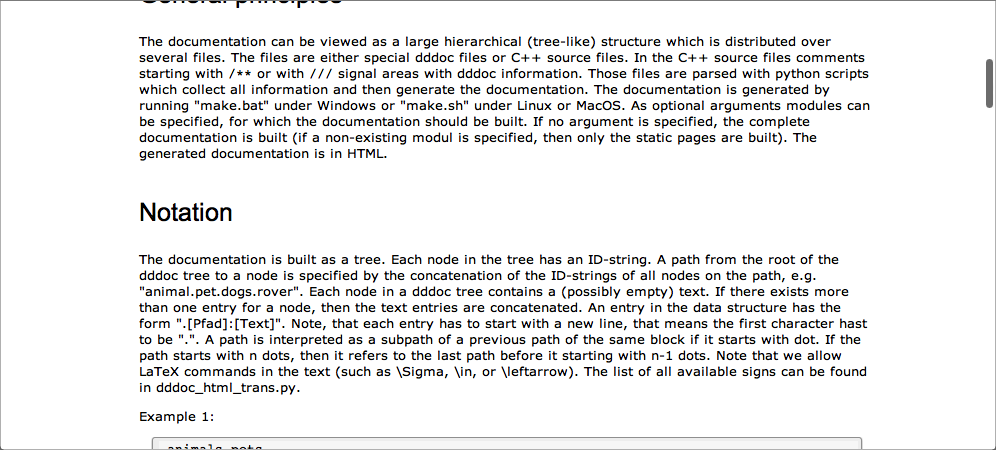 General principles
The documentation can be viewed as a large hierarchical (tree-like) structure which is distributed over
several files. The files are either special dddoc files or C++ source files. In the C++ source files comments
starting with /** or with /// signal areas with dddoc information. Those files are parsed with python scripts
which collect all information and then generate the documentation. The documentation is generated by
running "make.bat" under Windows or "make.sh" under Linux or MacOS. As optional arguments modules can
be specified, for which the documentation should be built. If no argument is specified, the complete
documentation is built (if a non-existing modul is specified, then only the static pages are built). The
generated documentation is in HTML.
Notation
The documentation is built as a tree. Each node in the tree has an ID-string. A path from the root of the
dddoc tree to a node is specified by the concatenation of the ID-strings of all nodes on the path, e.g.
"animal.pet.dogs.rover". Each node in a dddoc tree contains a (possibly empty) text. If there exists more
than one entry for a node, then the text entries are concatenated. An entry in the data structure has the
form ".[Pfad]:[Text]". Note, that each entry has to start with a new line, that means the first character hast
to be ".". A path is interpreted as a subpath of a previous path of the same block if it starts with dot. If the
path starts with n dots, then it refers to the last path before it starting with n-1 dots. Note that we allow
LaTeX commands in the text (such as \Sigma, \in, or \leftarrow). The list of all available signs can be found
in dddoc_html_trans.py.
Example 1:
animals.pets